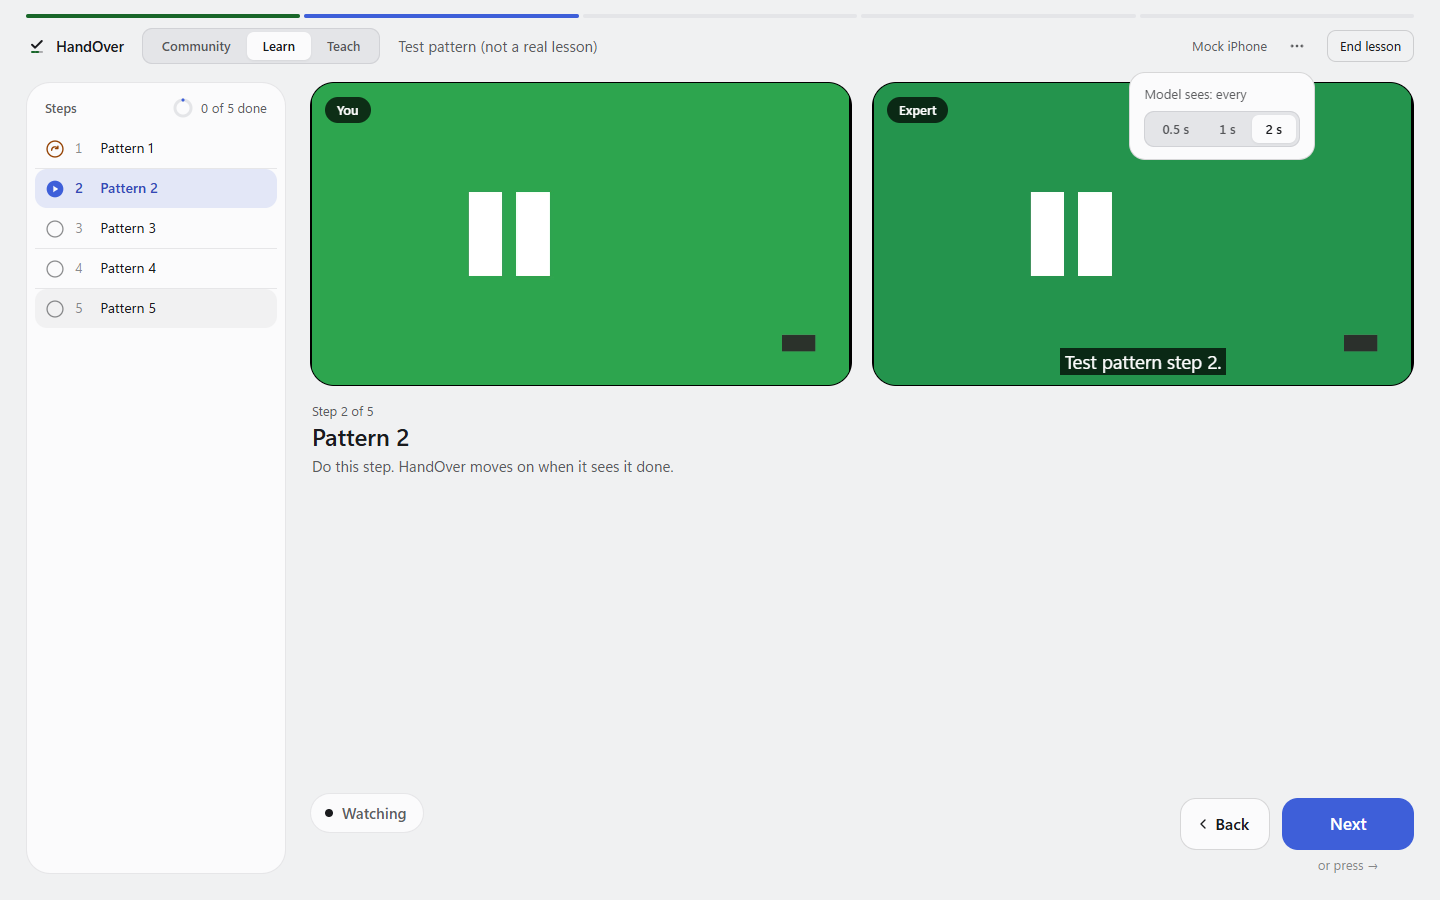 HandOver
Community
Learn
Teach
Test pattern (not a real lesson)
Mock iPhone
···
End lesson
Steps
0 of 5 done
1 Pattern 1
2 Pattern 2
3 Pattern 3
4 Pattern 4
5 Pattern 5
You
Expert
Model sees: every
0.5 s
1 s
2 s
Test pattern step 2.
Step 2 of 5
Pattern 2
Do this step. HandOver moves on when it sees it done.
Watching
Back
Next
or press →